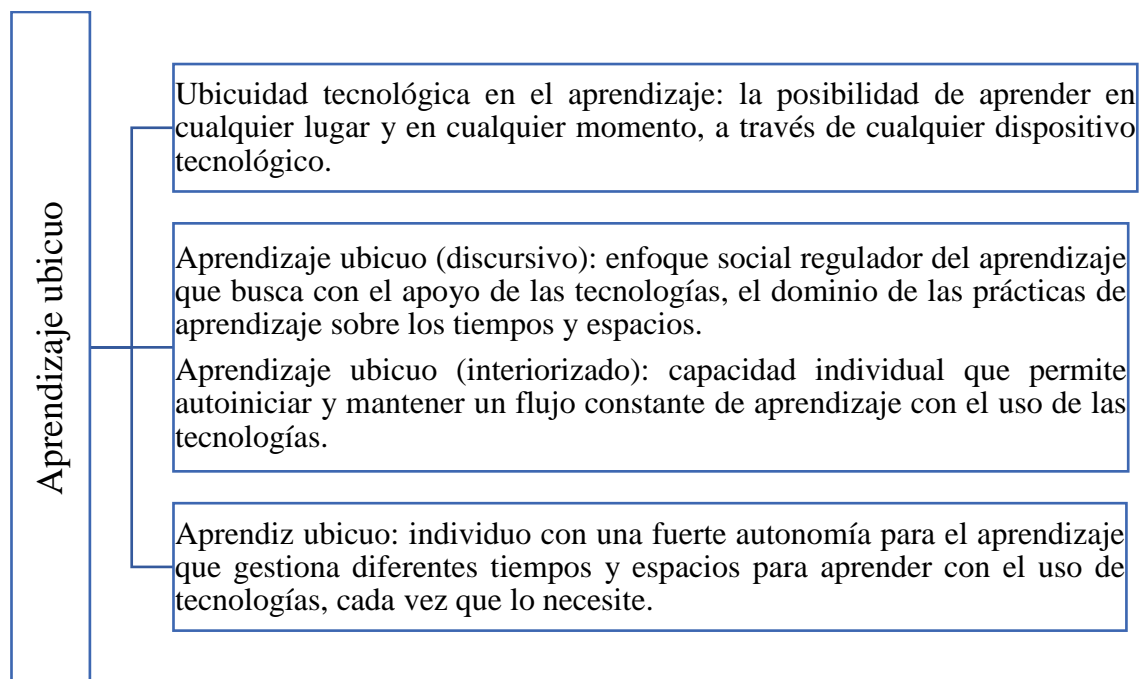 Aprendizaje ubicuo
Ubicuidad tecnológica en el aprendizaje: la posibilidad de aprender en
cualquier lugar y en cualquier momento, a través de cualquier dispositivo
tecnológico.
Aprendizaje ubicuo (discursivo): enfoque social regulador del aprendizaje
que busca con el apoyo de las tecnologías, el dominio de las prácticas de
aprendizaje sobre los tiempos y espacios.
Aprendizaje ubicuo (interiorizado): capacidad individual que permite
autoiniciar y mantener un flujo constante de aprendizaje con el uso de las
tecnologías.
Aprendiz ubicuo: individuo con una fuerte autonomía para el aprendizaje
que gestiona diferentes tiempos y espacios para aprender con el uso de
tecnologías, cada vez que lo necesite.